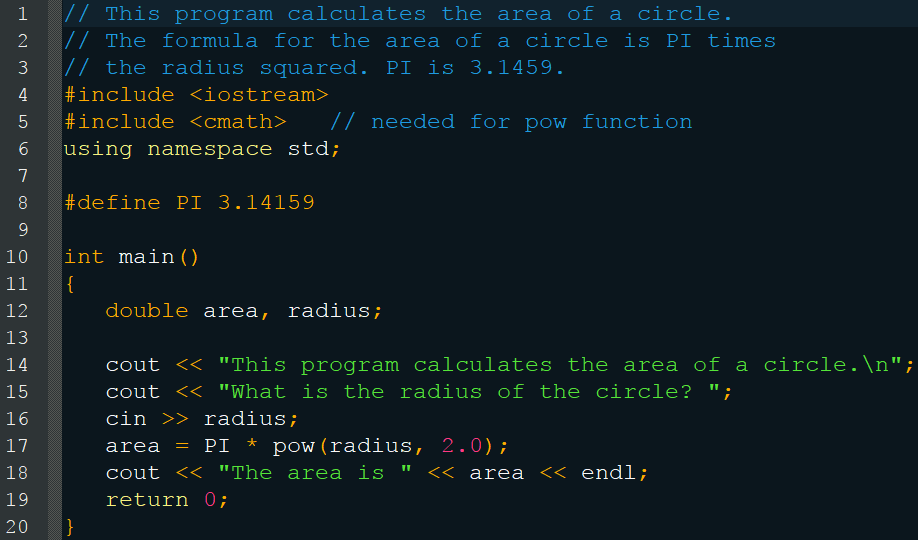 1 // This program calculates the area of a circle.
2 // The formula for the area of a circle is PI times
3 // the radius squared. PI is 3.1459.
4 #include <iostream>
5 #include <cmath>   // needed for pow function
6 using namespace std;
7
8 #define PI 3.14159
9
10 int main()
11 {
12    double area, radius;
13
14    cout << "This program calculates the area of a circle.\n";
15    cout << "What is the radius of the circle? ";
16    cin >> radius;
17    area = PI * pow(radius, 2.0);
18    cout << "The area is " << area << endl;
19    return 0;
20 }